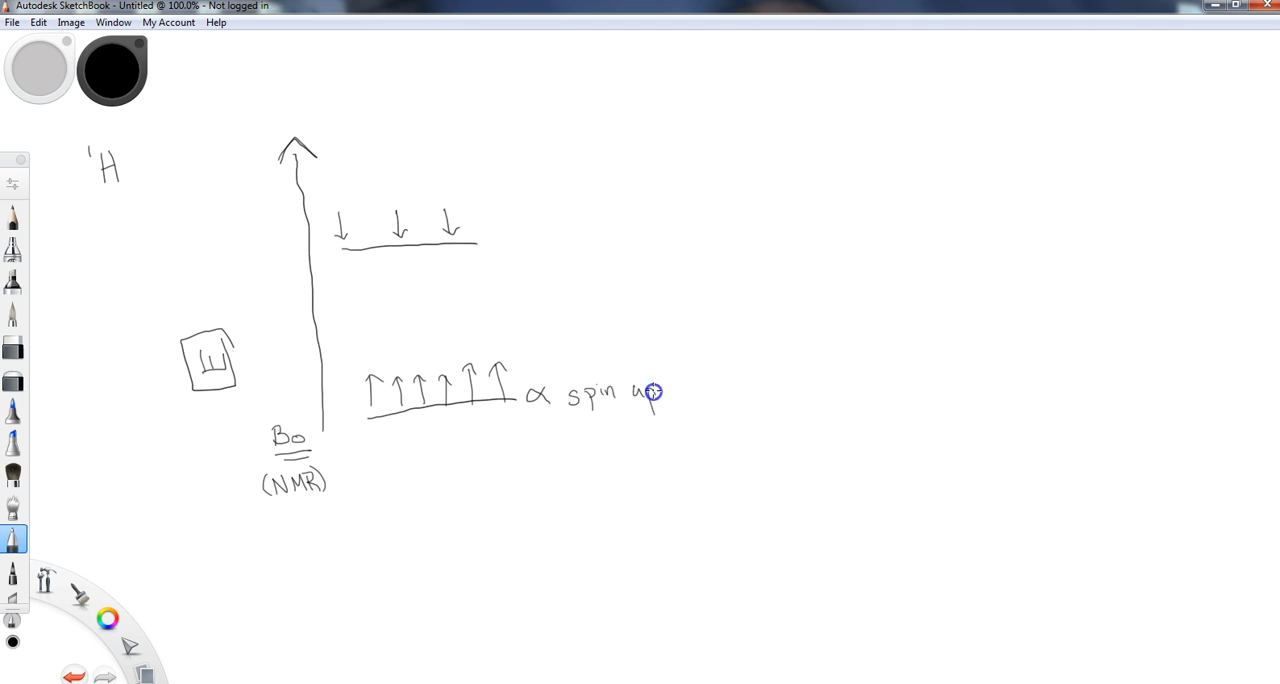 Autodesk SketchBook - Untitled @ 100.0% - Not logged in
File Edit Image Window My Account Help
¹H
E
α spin up
B₀
(NMR)